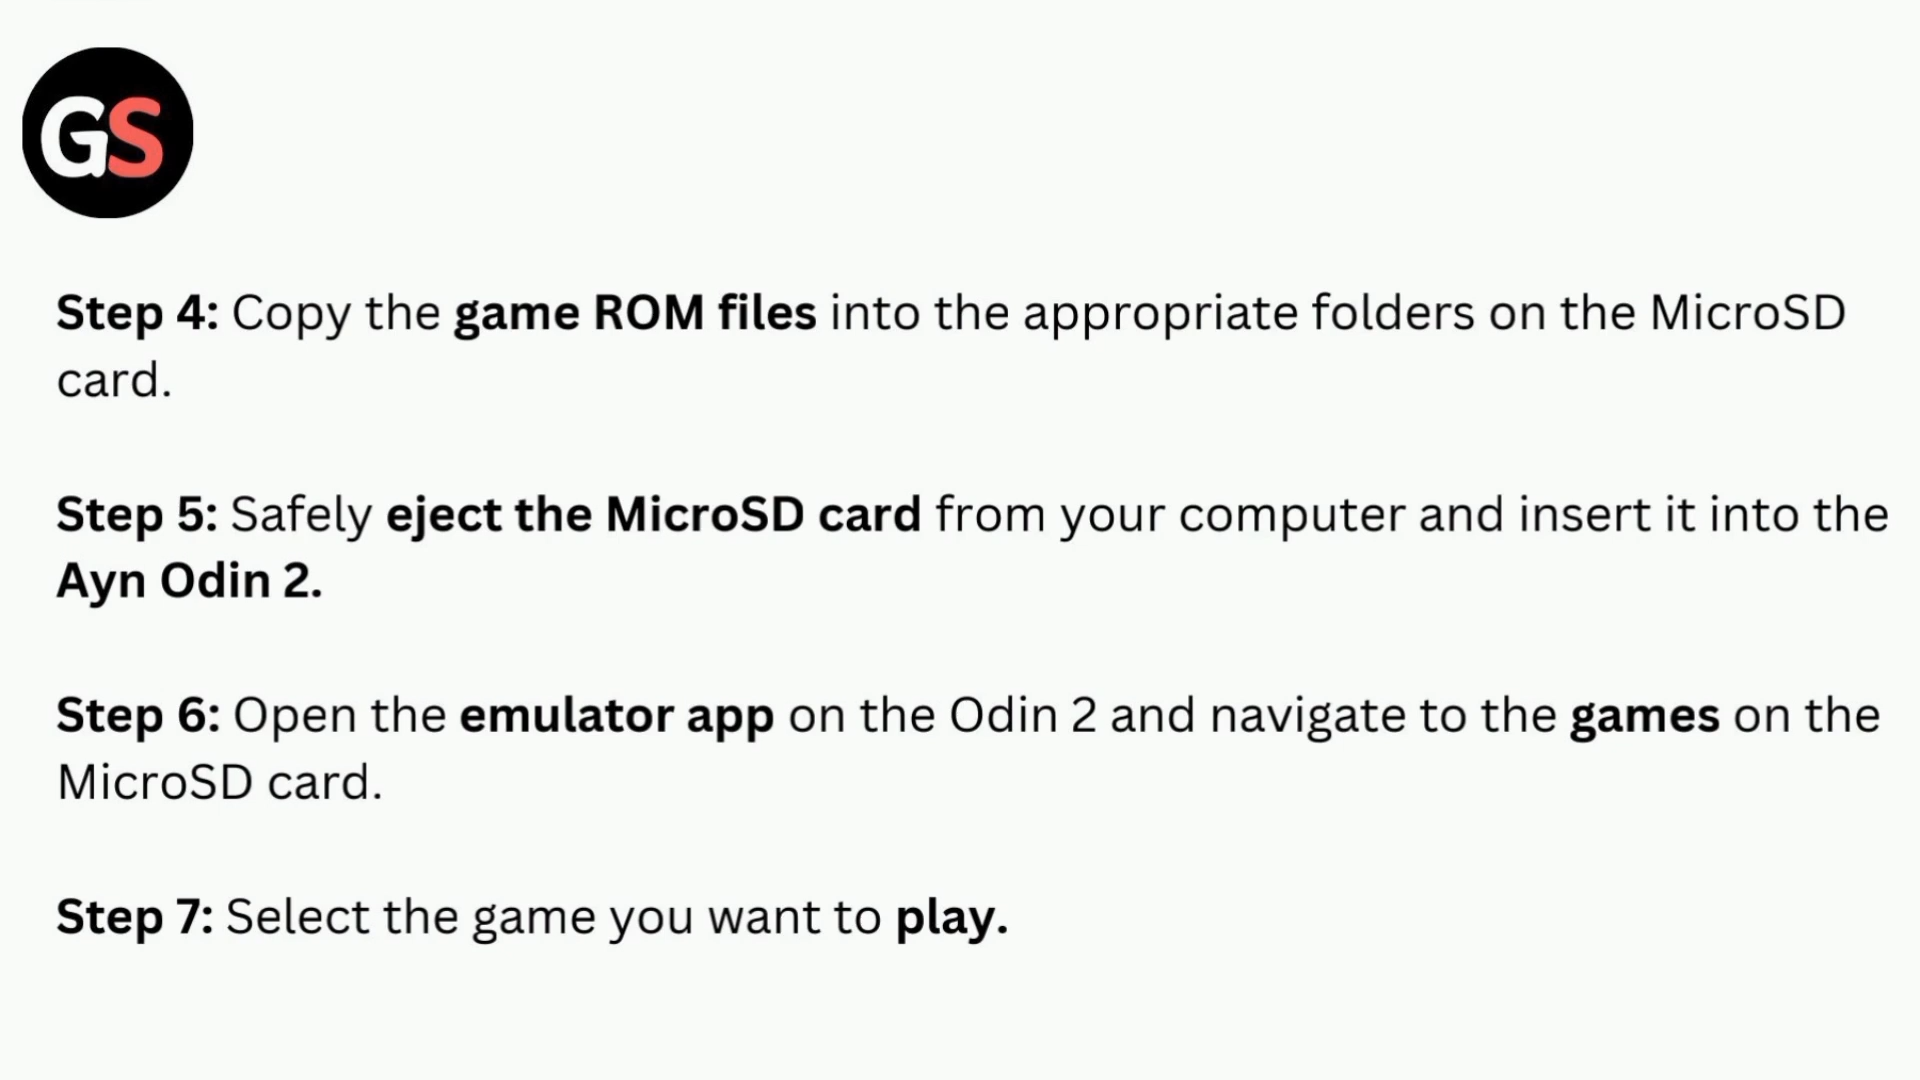 GS
Step 4: Copy the game ROM files into the appropriate folders on the MicroSD
card.
Step 5: Safely eject the MicroSD card from your computer and insert it into the
Ayn Odin 2.
Step 6: Open the emulator app on the Odin 2 and navigate to the games on the
MicroSD card.
Step 7: Select the game you want to play.